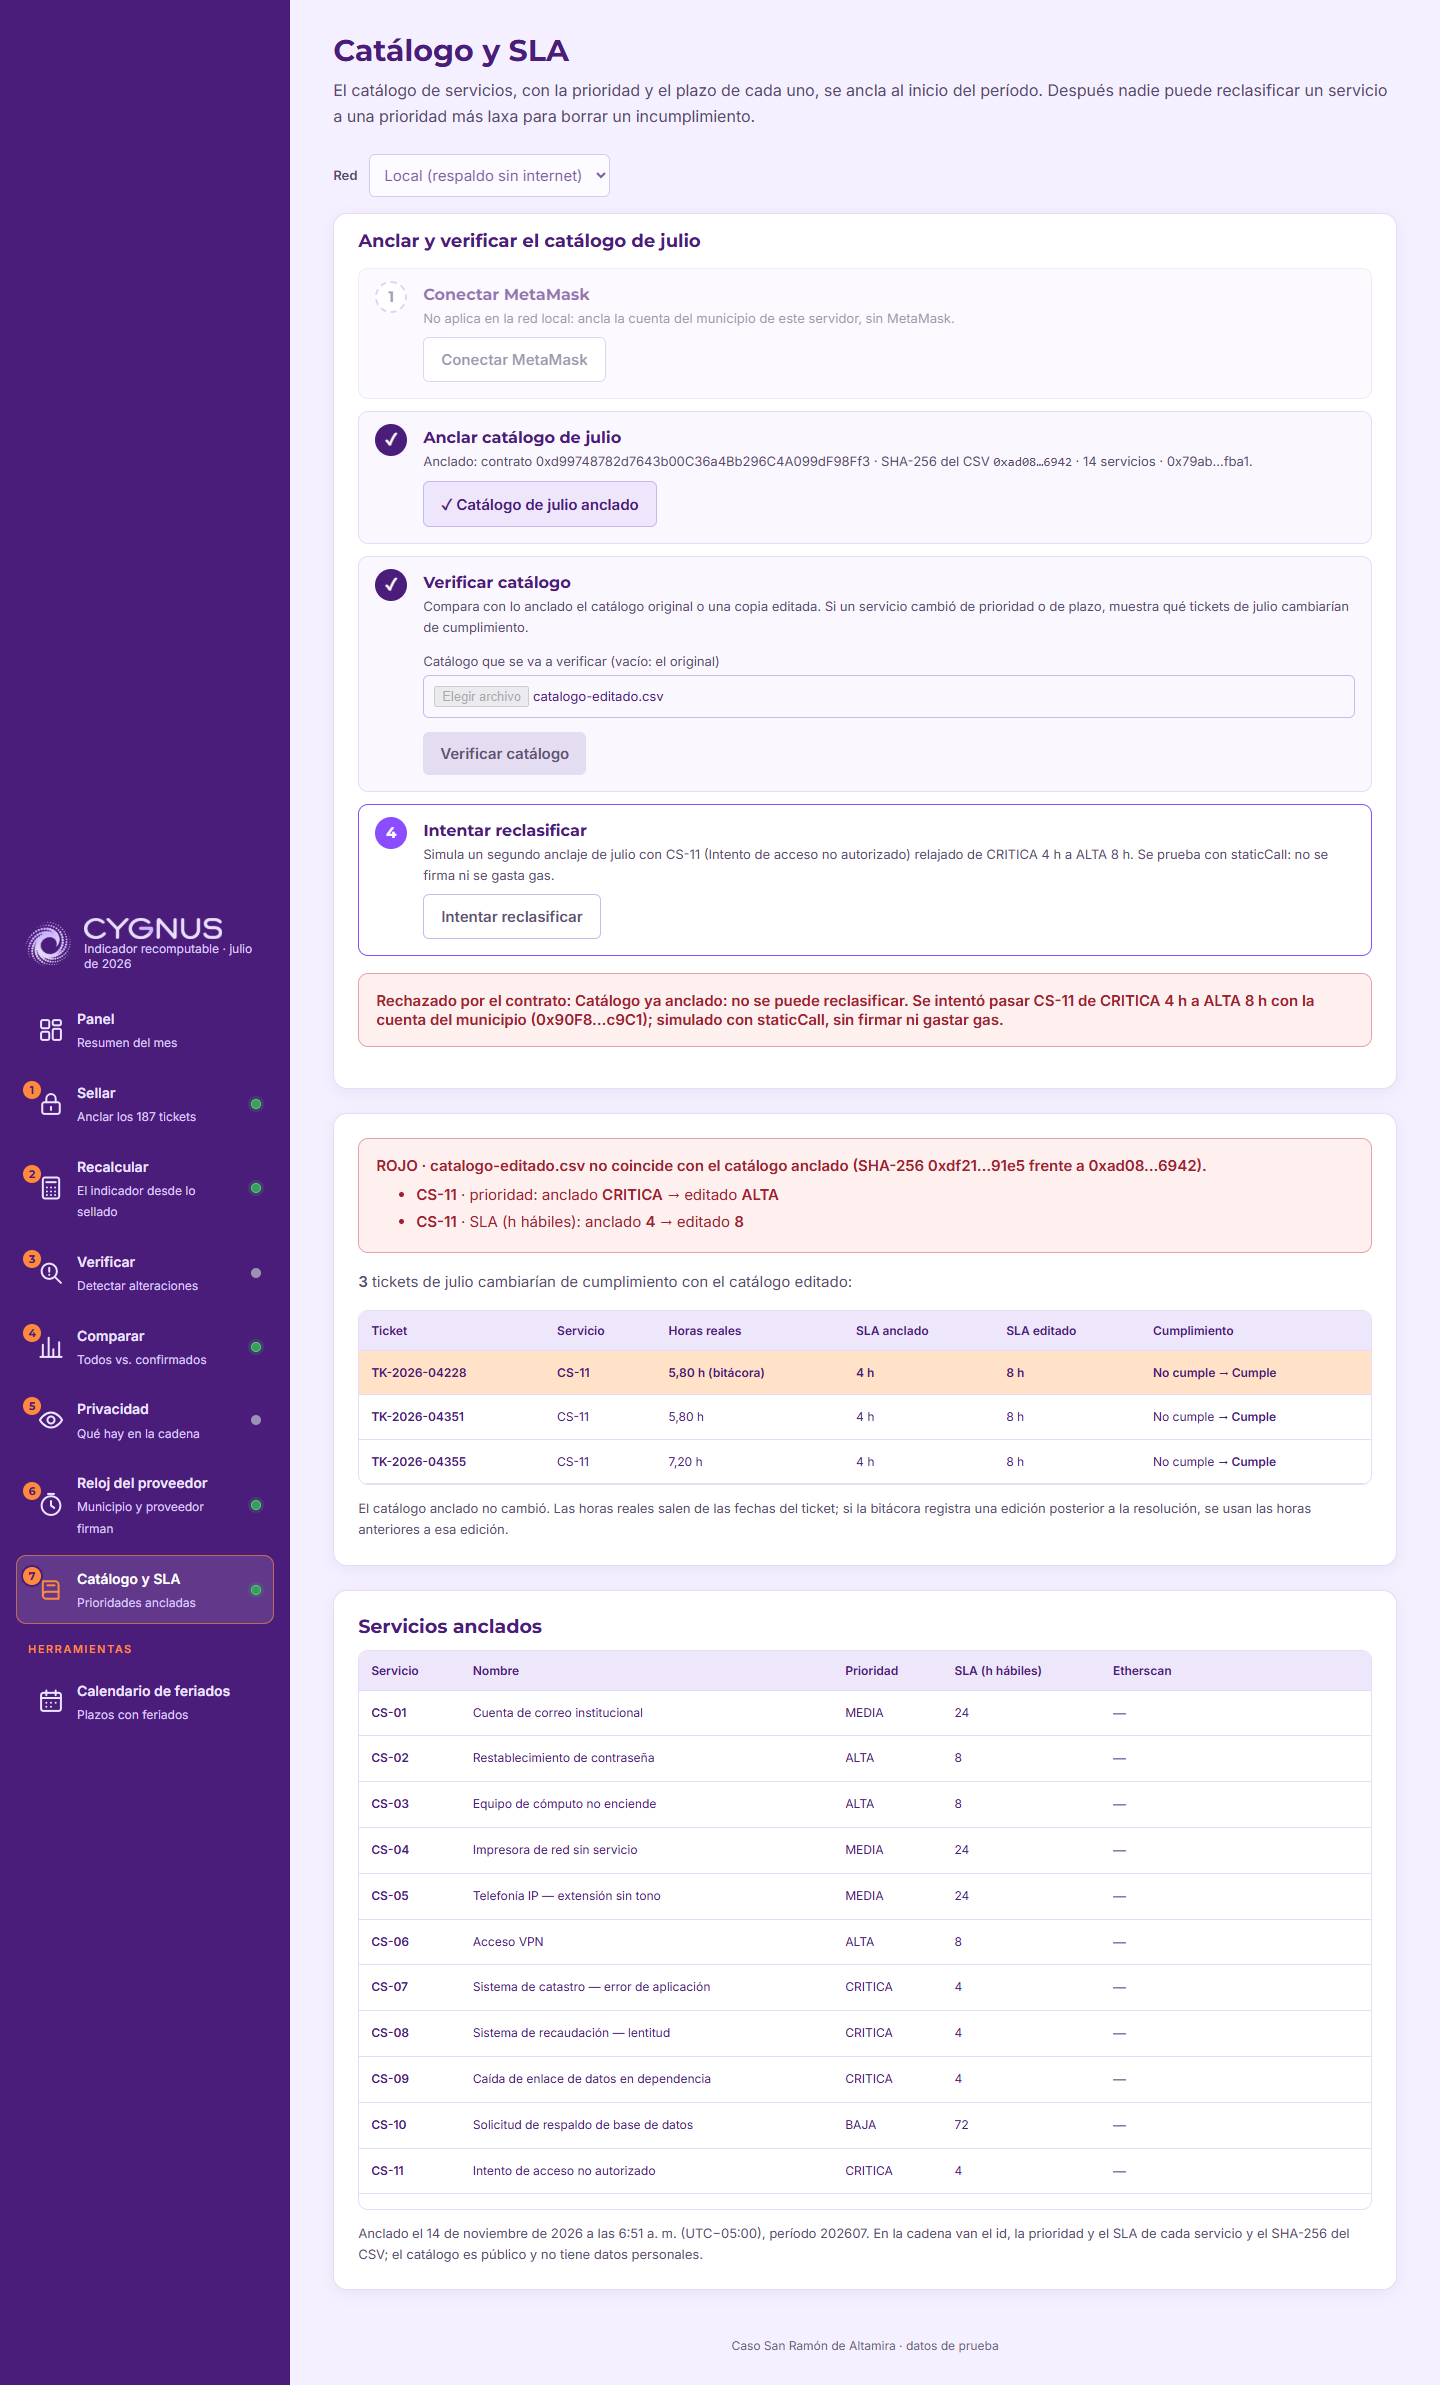 CYGNUS
Indicador recomputable · julio
de 2026
Panel
Resumen del mes
1
Sellar
Anclar los 187 tickets
2
Recalcular
El indicador desde lo
sellado
3
Verificar
Detectar alteraciones
4
Comparar
Todos vs. confirmados
5
Privacidad
Qué hay en la cadena
6
Reloj del proveedor
Municipio y proveedor
firman
7
Catálogo y SLA
Prioridades ancladas
HERRAMIENTAS
Calendario de feriados
Plazos con feriados
Catálogo y SLA
El catálogo de servicios, con la prioridad y el plazo de cada uno, se ancla al inicio del período. Después nadie puede reclasificar un servicio
a una prioridad más laxa para borrar un incumplimiento.
Red Local (respaldo sin internet)
Anclar y verificar el catálogo de julio
1 Conectar MetaMask
No aplica en la red local: ancla la cuenta del municipio de este servidor, sin MetaMask.
Conectar MetaMask
✓ Anclar catálogo de julio
Anclado: contrato 0xd99748782d7643b00C36a4Bb296C4A099dF98Ff3 · SHA-256 del CSV 0xad08…6942 · 14 servicios · 0x79ab…fba1.
✓ Catálogo de julio anclado
✓ Verificar catálogo
Compara con lo anclado el catálogo original o una copia editada. Si un servicio cambió de prioridad o de plazo, muestra qué tickets de julio cambiarían
de cumplimiento.
Catálogo que se va a verificar (vacío: el original)
Elegir archivo catalogo-editado.csv
Verificar catálogo
4 Intentar reclasificar
Simula un segundo anclaje de julio con CS-11 (Intento de acceso no autorizado) relajado de CRITICA 4 h a ALTA 8 h. Se prueba con staticCall: no se
firma ni se gasta gas.
Intentar reclasificar
Rechazado por el contrato: Catálogo ya anclado: no se puede reclasificar. Se intentó pasar CS-11 de CRITICA 4 h a ALTA 8 h con la
cuenta del municipio (0x90F8…c9C1); simulado con staticCall, sin firmar ni gastar gas.
ROJO · catalogo-editado.csv no coincide con el catálogo anclado (SHA-256 0xdf21…91e5 frente a 0xad08…6942).
• CS-11 · prioridad: anclado CRITICA → editado ALTA
• CS-11 · SLA (h hábiles): anclado 4 → editado 8
3 tickets de julio cambiarían de cumplimiento con el catálogo editado:
Ticket Servicio Horas reales SLA anclado SLA editado Cumplimiento
TK-2026-04228 CS-11 5,80 h (bitácora) 4 h 8 h No cumple → Cumple
TK-2026-04351 CS-11 5,80 h 4 h 8 h No cumple → Cumple
TK-2026-04355 CS-11 7,20 h 4 h 8 h No cumple → Cumple
El catálogo anclado no cambió. Las horas reales salen de las fechas del ticket; si la bitácora registra una edición posterior a la resolución, se usan las horas
anteriores a esa edición.
Servicios anclados
Servicio Nombre Prioridad SLA (h hábiles) Etherscan
CS-01 Cuenta de correo institucional MEDIA 24 —
CS-02 Restablecimiento de contraseña ALTA 8 —
CS-03 Equipo de cómputo no enciende ALTA 8 —
CS-04 Impresora de red sin servicio MEDIA 24 —
CS-05 Telefonía IP — extensión sin tono MEDIA 24 —
CS-06 Acceso VPN ALTA 8 —
CS-07 Sistema de catastro — error de aplicación CRITICA 4 —
CS-08 Sistema de recaudación — lentitud CRITICA 4 —
CS-09 Caída de enlace de datos en dependencia CRITICA 4 —
CS-10 Solicitud de respaldo de base de datos BAJA 72 —
CS-11 Intento de acceso no autorizado CRITICA 4 —
Anclado el 14 de noviembre de 2026 a las 6:51 a. m. (UTC−05:00), período 202607. En la cadena van el id, la prioridad y el SLA de cada servicio y el SHA-256 del
CSV; el catálogo es público y no tiene datos personales.
Caso San Ramón de Altamira · datos de prueba